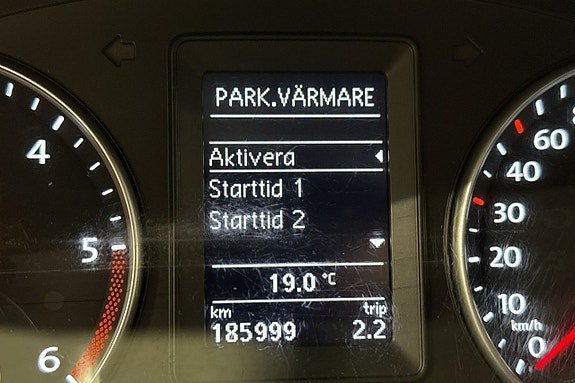 PARK.VÄRMARE
Aktivera
Starttid 1
Starttid 2
19.0 °C
km trip
185999 2.2
4
5
6
60
40
30
20
10
km/h
0